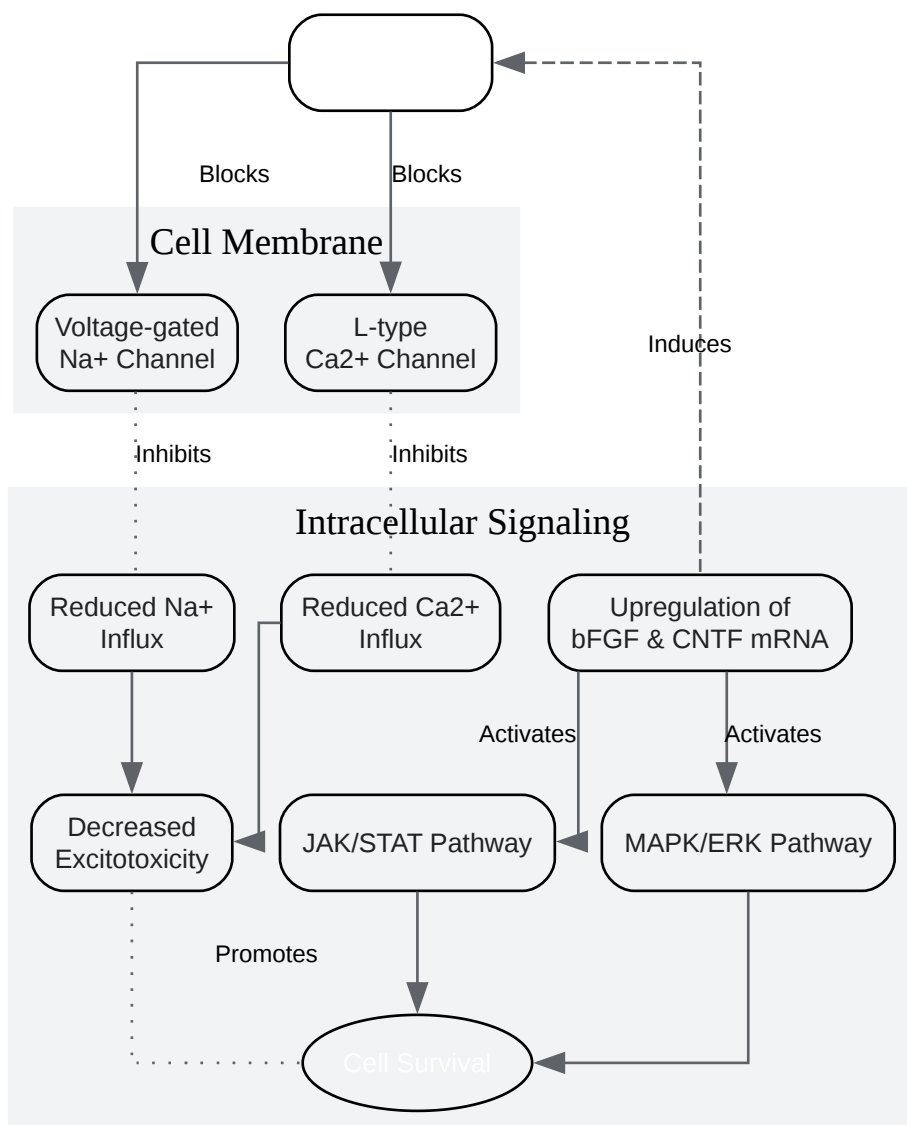 Blocks
Blocks
Cell Membrane
Voltage-gated
Na+ Channel
L-type
Ca2+ Channel
Induces
Inhibits
Inhibits
Intracellular Signaling
Reduced Na+
Influx
Reduced Ca2+
Influx
Upregulation of
bFGF & CNTF mRNA
Activates
Activates
Decreased
Excitotoxicity
JAK/STAT Pathway
MAPK/ERK Pathway
Promotes
Cell Survival